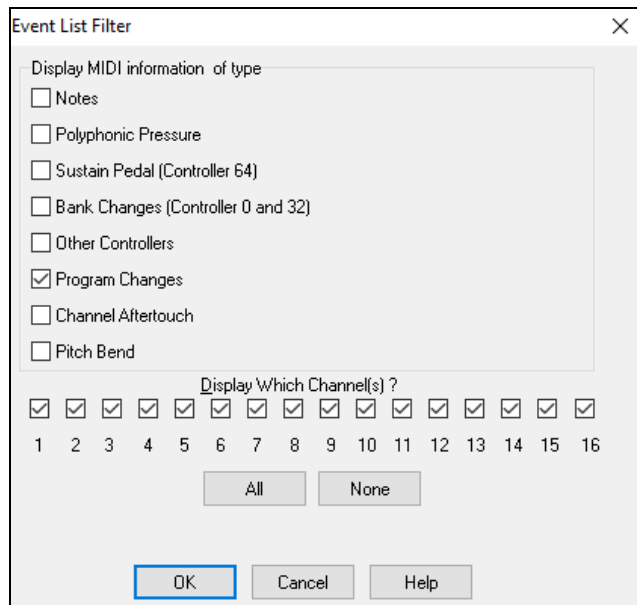 Event List Filter
Display MIDI information  of type
Notes
Polyphonic Pressure
Sustain Pedal (Controller 64)
Bank Changes (Controller 0 and 32)
Other Controllers
Program Changes
Channel Aftertouch
Pitch Bend
Display Which Channel(s) ?
1 2 3 4 5 6 7 8 9 10 11 12 13 14 15 16
All None
OK Cancel Help